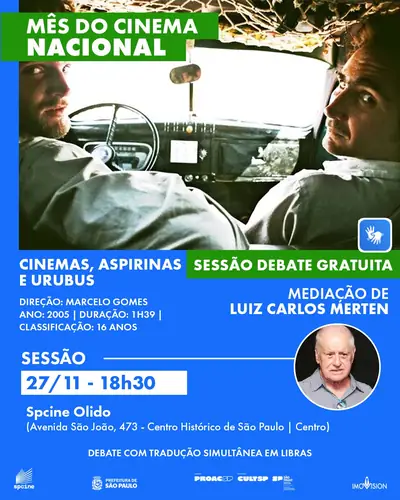 MÊS DO CINEMA
NACIONAL
CINEMAS, ASPIRINAS
E URUBUS
DIREÇÃO: MARCELO GOMES
ANO: 2005 | DURAÇÃO: 1H39 |
CLASSIFICAÇÃO: 16 ANOS
SESSÃO DEBATE GRATUITA
MEDIAÇÃO DE
LUIZ CARLOS MERTEN
SESSÃO
27/11 - 18h30
Spcine Olido
(Avenida São João, 473 - Centro Histórico de São Paulo | Centro)
DEBATE COM TRADUÇÃO SIMULTÂNEA EM LIBRAS
spcine
PREFEITURA DE
SÃO PAULO
PROAC SP
CULTSP
IMOVISION